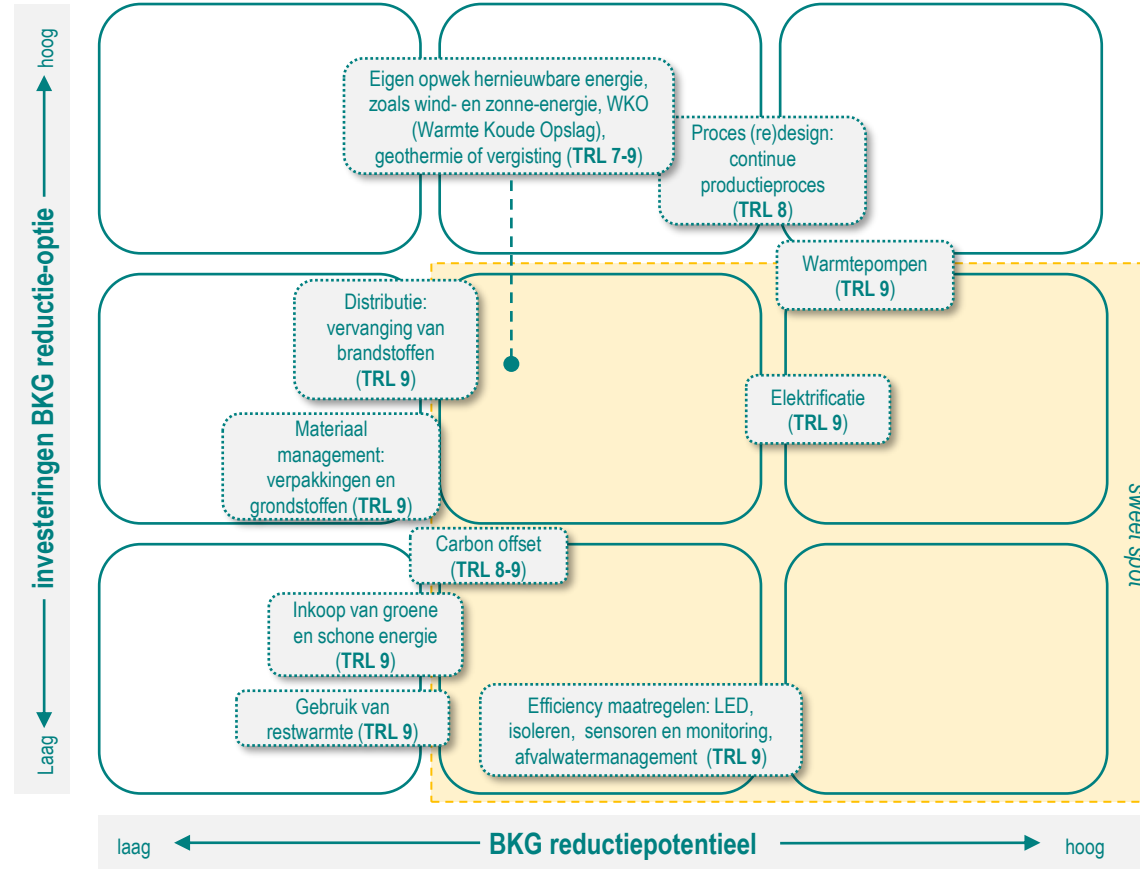 hoog
investeringen BKG reductie-optie
Laag
Eigen opwek hernieuwbare energie,
zoals wind- en zonne-energie, WKO
(Warmte Koude Opslag),
geothermie of vergisting (TRL 7-9)
Proces (re)design:
continue
productieproces
(TRL 8)
Warmtepompen
(TRL 9)
Distributie:
vervanging van
brandstoffen
(TRL 9)
Elektrificatie
(TRL 9)
Materiaal
management:
verpakkingen en
grondstoffen (TRL 9)
sweet spot
Carbon offset
(TRL 8-9)
Inkoop van groene
en schone energie
(TRL 9)
Gebruik van
restwarmte (TRL 9)
Efficiency maatregelen: LED,
isoleren, sensoren en monitoring,
afvalwatermanagement (TRL 9)
laag
BKG reductiepotentieel
hoog